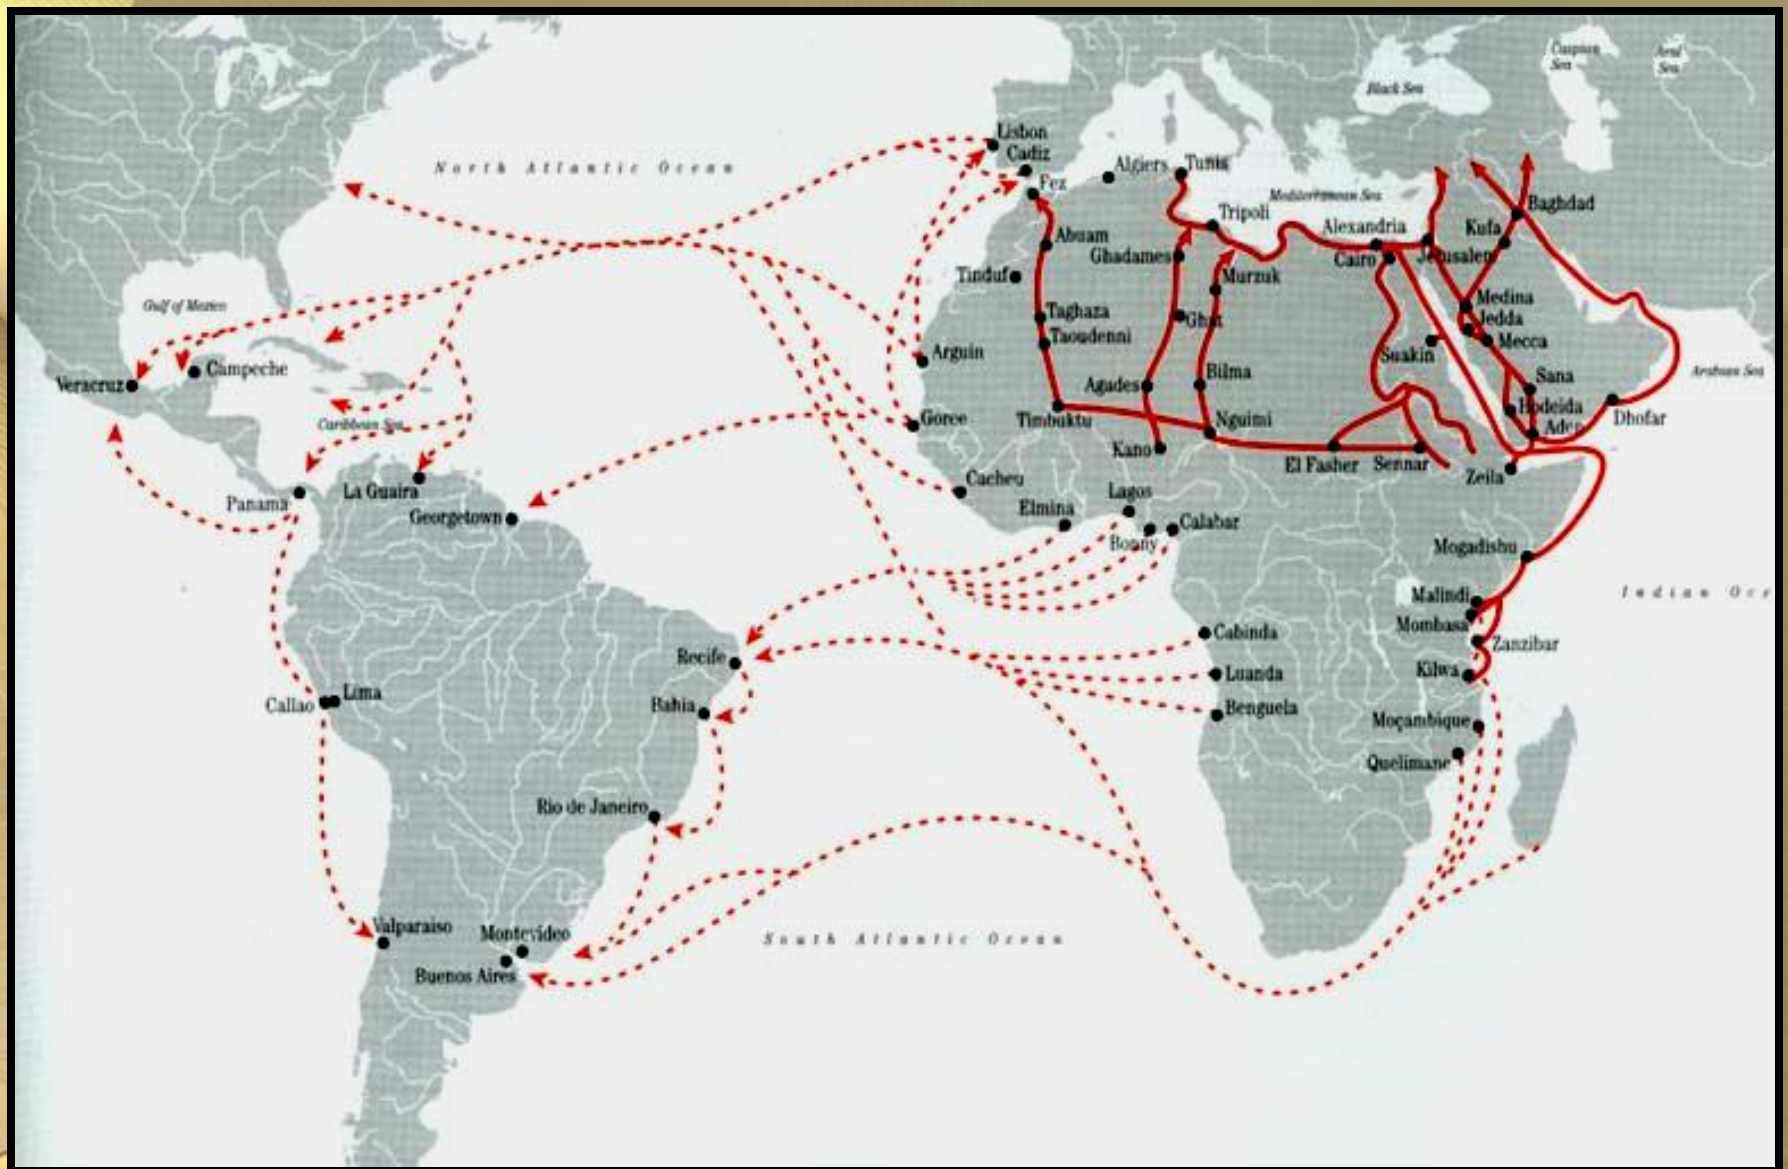 Caspian
Sea
Aral
Sea
Black Sea
Lisbon
Cadiz
Fez
Algiers
Tunis
North Atlantic Ocean
Mediterranean Sea
Tripoli
Alexandria
Cairo
Jerusalem
Kufa
Baghdad
Abuam
Ghadames
Tinduf
Murzuk
Medina
Jedda
Mecca
Gulf of Mexico
Taghaza
Taoudenni
Ghat
Suakin
Arguin
Campeche
Veracruz
Agades
Bilma
Sana
Arabian Sea
Hodeida
Aden
Dhofar
Caribbean Sea
Goree
Timbuktu
Nguimi
Kano
El Fasher
Sennar
Zeila
Panama
La Guaira
Georgetown
Cacheu
Elmina
Lagos
Bonny
Calabar
Mogadishu
Indian Oce
Malindi
Mombasa
Zanzibar
Kilwa
Cabinda
Luanda
Benguela
Recife
Bahia
Callao
Lima
Moçambique
Quelimane
Rio de Janeiro
Valparaiso
Montevideo
Buenos Aires
South Atlantic Ocean